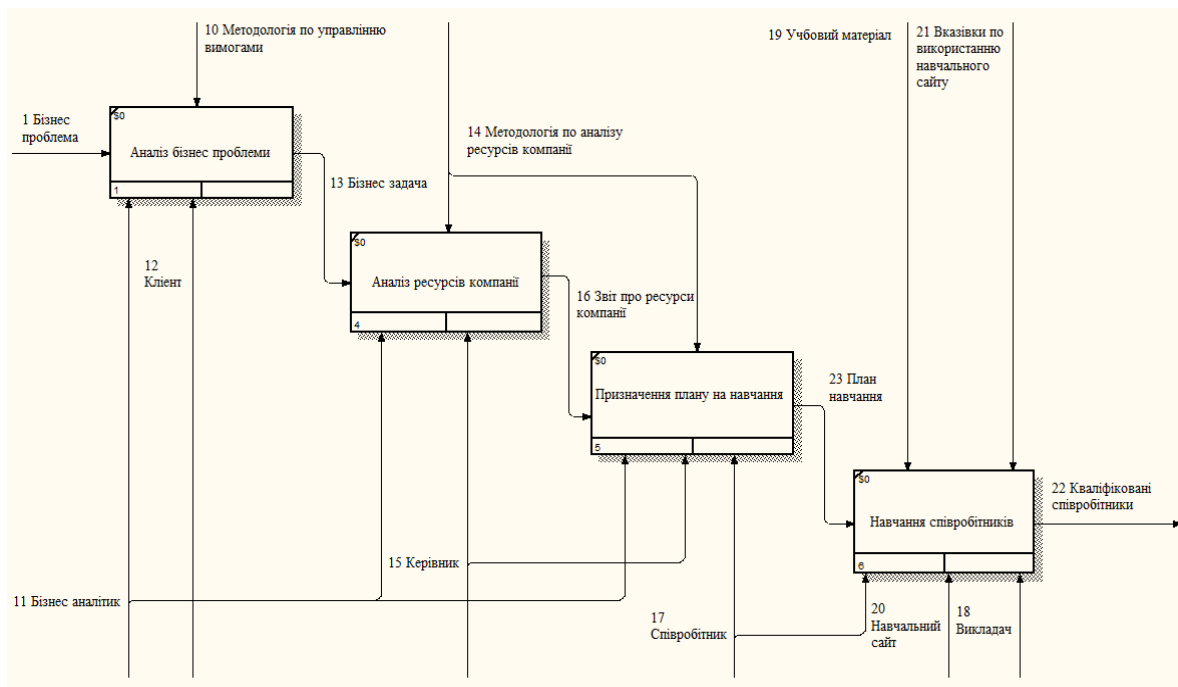 10 Методологія по управлінню
вимогами
19 Учбовий матеріал
21 Вказівки по
використанню
навчального
сайту
1 Бізнес
проблема
$0
Аналіз бізнес проблеми
1
14 Методологія по аналізу
ресурсів компанії
13 Бізнес задача
12
Клієнт
$0
Аналіз ресурсів компанії
4
16 Звіт про ресурси
компанії
$0
Призначення плану на навчання
5
23 План
навчання
$0
Навчання співробітників
6
22 Кваліфіковані
співробітники
15 Керівник
11 Бізнес аналітик
17
Співробітник
20
Навчальний
сайт
18
Викладач